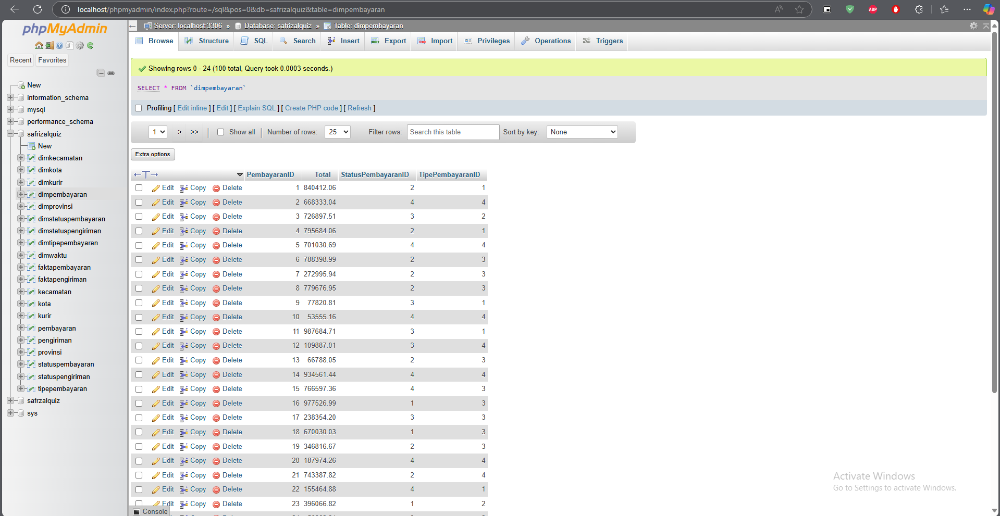 localhost/phpmyadmin/index.php?route=/sql&pos=0&db=safrizalquiz&table=dimpembayaran
ABP
phpMyAdmin
Recent Favorites
New
information_schema
mysql
performance_schema
safrizalquiz
New
dimkecamatan
dimkota
dimkurir
dimpembayaran
dimprovinsi
dimstatuspembayaran
dimstatuspengiriman
dimtipepembayaran
dimwaktu
faktapembayaran
faktapengiriman
kecamatan
kota
kurir
pembayaran
pengiriman
provinsi
statuspembayaran
statuspengiriman
tipepembayaran
safrzalquiz
sys
Server: localhost:3306 » Database: safrizalquiz » Table: dimpembayaran
Browse Structure SQL Search Insert Export Import Privileges Operations Triggers
Showing rows 0 - 24 (100 total, Query took 0.0003 seconds.)
SELECT * FROM `dimpembayaran`
Profiling [ Edit inline ] [ Edit ] [ Explain SQL ] [ Create PHP code ] [ Refresh ]
1 > >> | Show all | Number of rows: 25 Filter rows: Search this table Sort by key: None
Extra options
PembayaranID Total StatusPembayaranID TipePembayaranID
Edit Copy Delete 1 840412.06 2 1
Edit Copy Delete 2 668333.04 4 4
Edit Copy Delete 3 726897.51 3 2
Edit Copy Delete 4 795684.06 2 1
Edit Copy Delete 5 701030.69 4 4
Edit Copy Delete 6 788398.99 2 3
Edit Copy Delete 7 272995.94 2 3
Edit Copy Delete 8 779676.95 2 3
Edit Copy Delete 9 77820.81 3 1
Edit Copy Delete 10 53555.16 4 4
Edit Copy Delete 11 987684.71 3 1
Edit Copy Delete 12 109887.01 3 4
Edit Copy Delete 13 66788.05 2 3
Edit Copy Delete 14 934561.44 4 4
Edit Copy Delete 15 766597.36 4 3
Edit Copy Delete 16 977526.99 1 3
Edit Copy Delete 17 238354.20 3 3
Edit Copy Delete 18 670030.03 1 3
Edit Copy Delete 19 346816.67 2 3
Edit Copy Delete 20 187974.26 4 4
Edit Copy Delete 21 743387.82 2 4
Edit Copy Delete 22 155464.88 4 1
Edit Copy Delete 23 396066.82 1 2
Console
Activate Windows
Go to Settings to activate Windows.